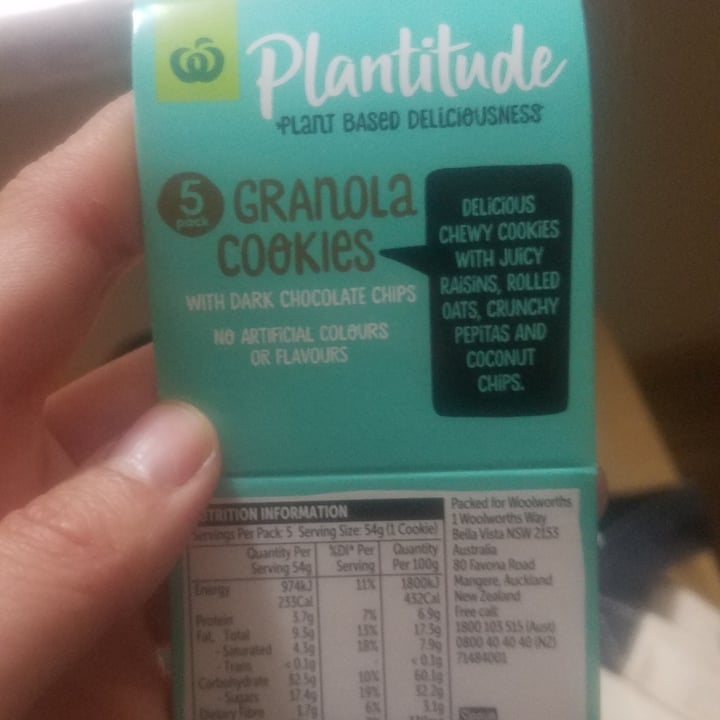 Plantitude
*PLANT BASED DELICIOUSNESS*
5
pack
GRANOLA
COOKIES
WITH DARK CHOCOLATE CHIPS
NO ARTIFICIAL COLOURS
OR FLAVOURS
DELICIOUS
CHEWY COOKIES
WITH JUICY
RAISINS, ROLLED
OATS, CRUNCHY
PEPITAS AND
COCONUT
CHIPS.
INFORMATION
Servings Per Pack: 5 Serving Size: 54g (1 Cookie)
Quantity Per Serving 54g %DI* Per Serving Quantity Per 100g
Energy 974kJ 11% 1800kJ
233Cal 432Cal
Protein 3.7g 7% 6.9g
Fat, Total 9.5g 13% 17.5g
- Saturated 4.3g 18% 7.9g
- Trans <0.1g <0.1g
Carbohydrate 32.5g 10% 60.1g
- Sugars 17.4g 19% 32.2g
Dietary Fibre 1.7g 6% 3.1g
Packed for Woolworths
1 Woolworths Way
Bella Vista NSW 2153
Australia
80 Favona Road
Mangere, Auckland
New Zealand
Free call:
1800 103 515 (Aust)
0800 40 40 40 (NZ)
71484001